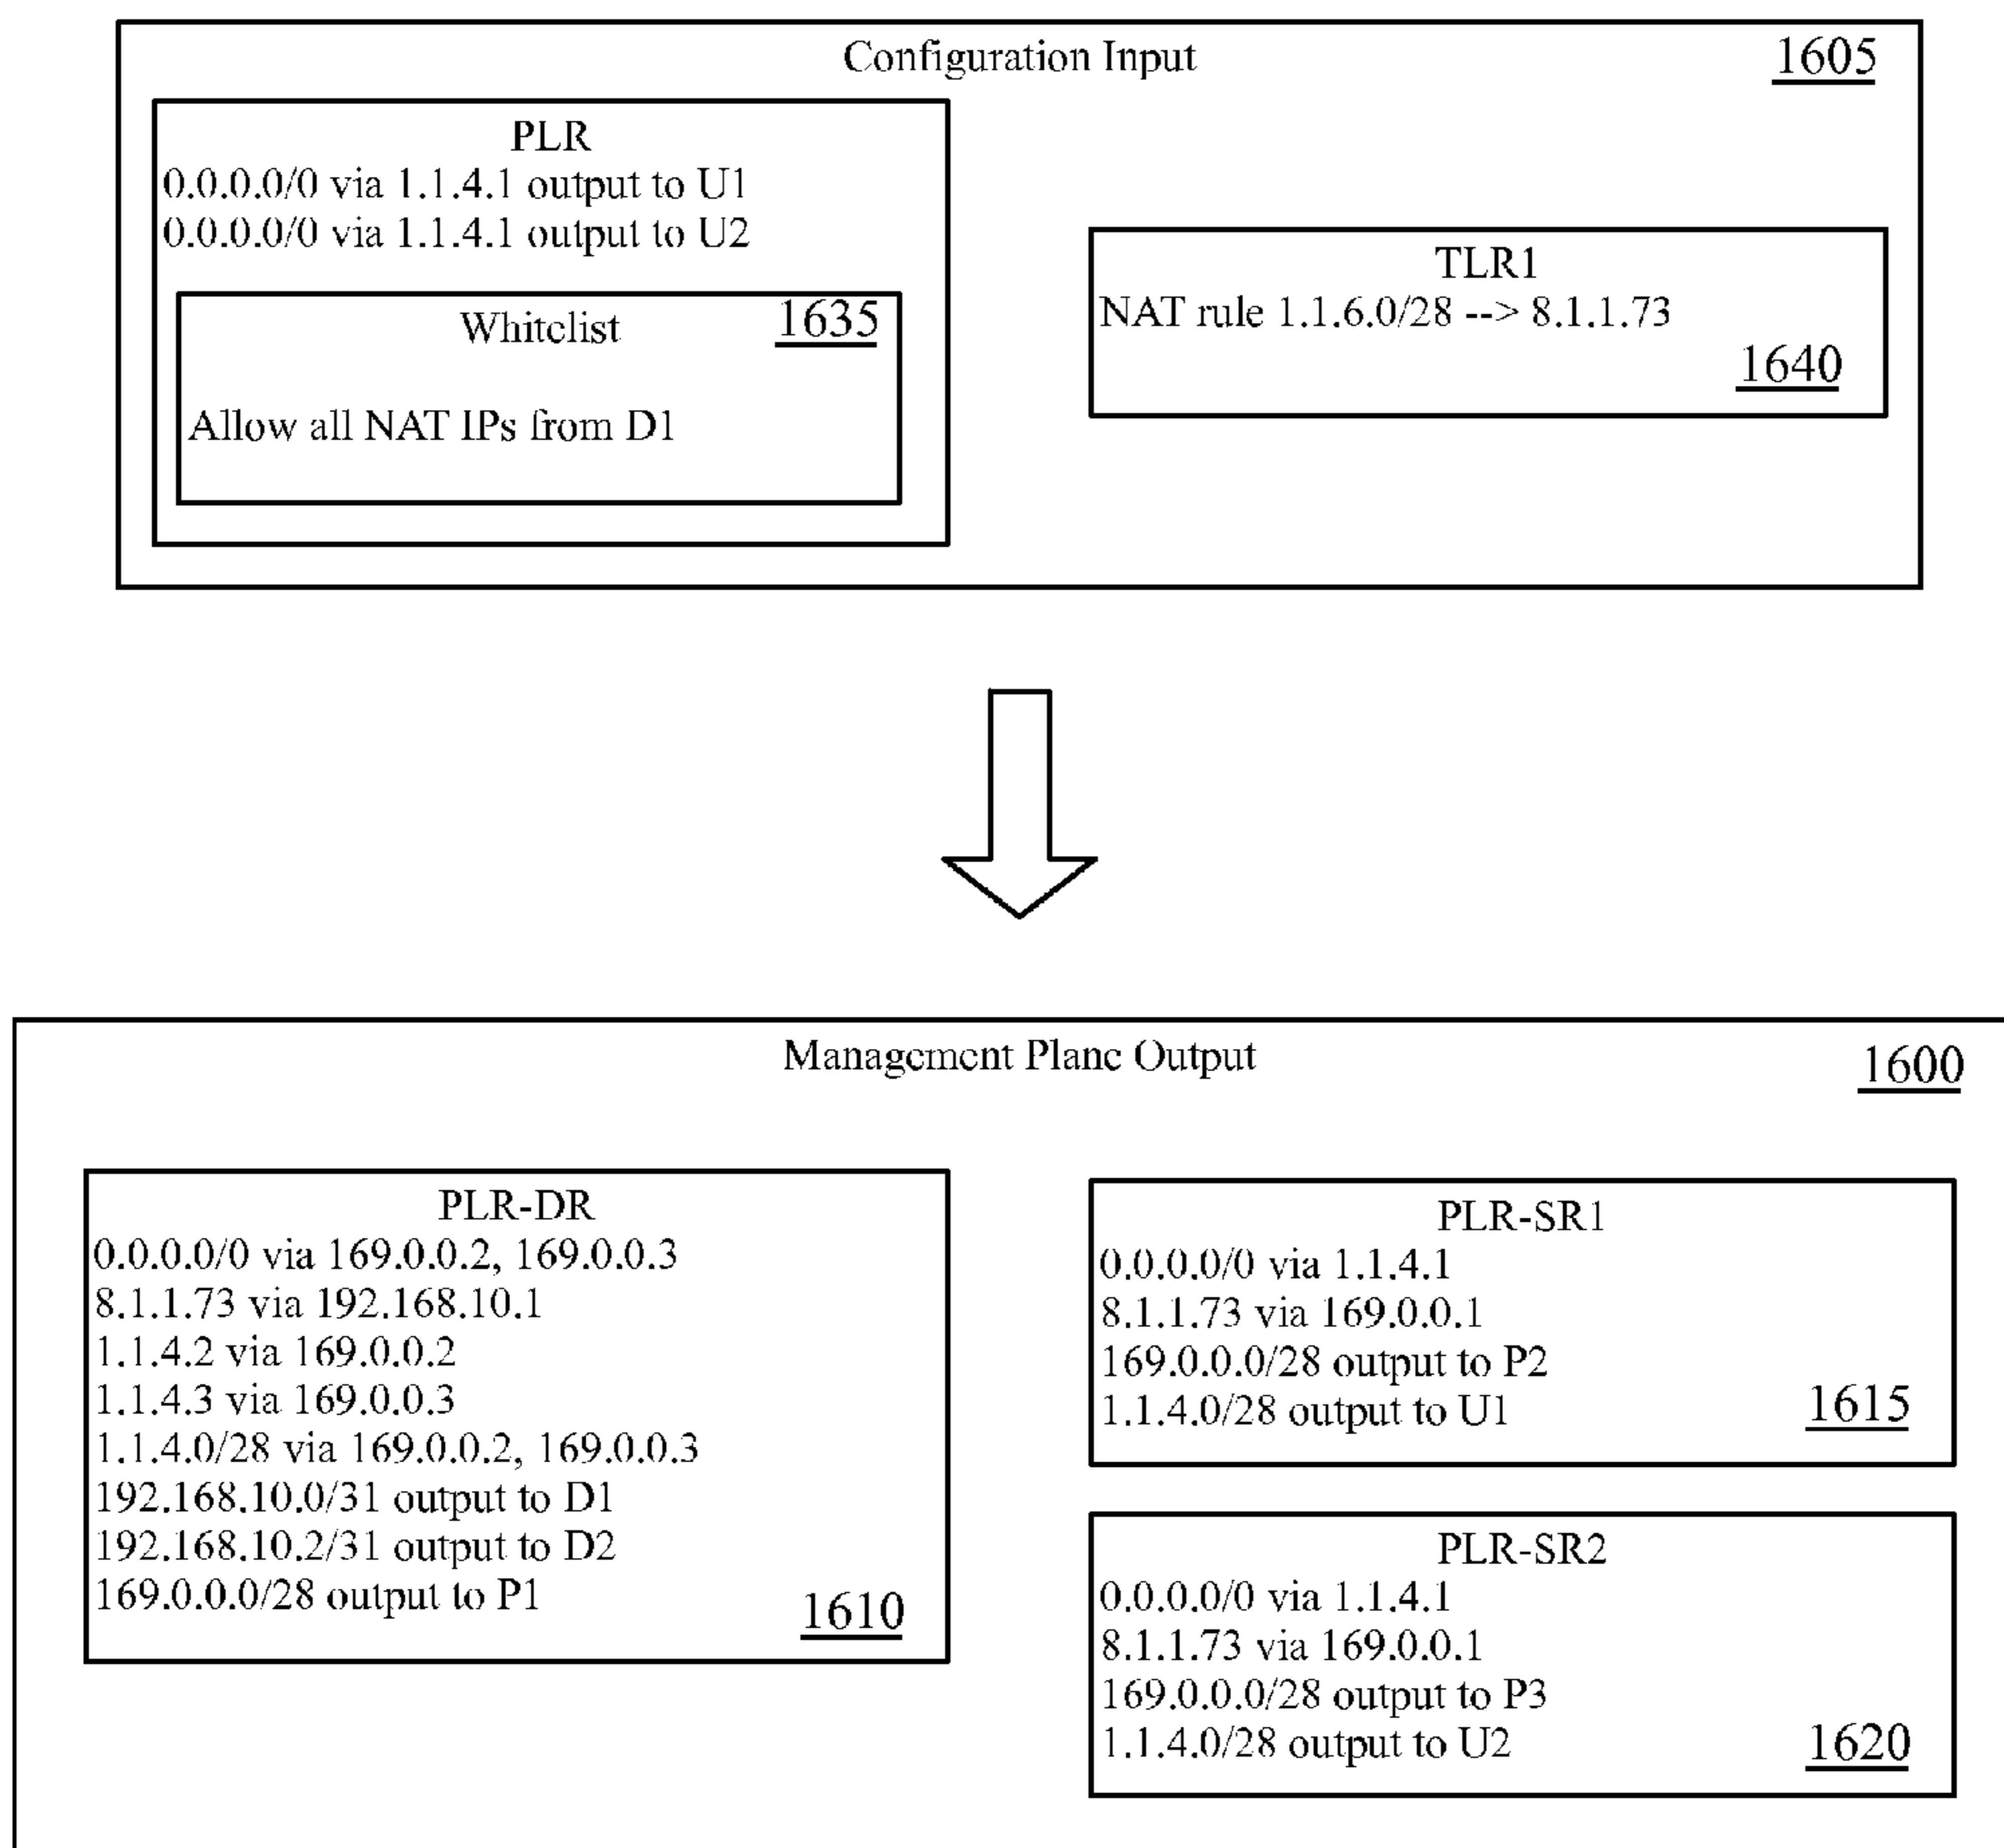 Configuration Input
1605
PLR
0.0.0.0/0 via 1.1.4.1 output to U1
0.0.0.0/0 via 1.1.4.1 output to U2
Whitelist
1635
Allow all NAT IPs from D1
TLR1
NAT rule 1.1.6.0/28 --> 8.1.1.73
1640
Management Plane Output
1600
PLR-DR
0.0.0.0/0 via 169.0.0.2, 169.0.0.3
8.1.1.73 via 192.168.10.1
1.1.4.2 via 169.0.0.2
1.1.4.3 via 169.0.0.3
1.1.4.0/28 via 169.0.0.2, 169.0.0.3
192.168.10.0/31 output to D1
192.168.10.2/31 output to D2
169.0.0.0/28 output to P1
1610
PLR-SR1
0.0.0.0/0 via 1.1.4.1
8.1.1.73 via 169.0.0.1
169.0.0.0/28 output to P2
1.1.4.0/28 output to U1
1615
PLR-SR2
0.0.0.0/0 via 1.1.4.1
8.1.1.73 via 169.0.0.1
169.0.0.0/28 output to P3
1.1.4.0/28 output to U2
1620